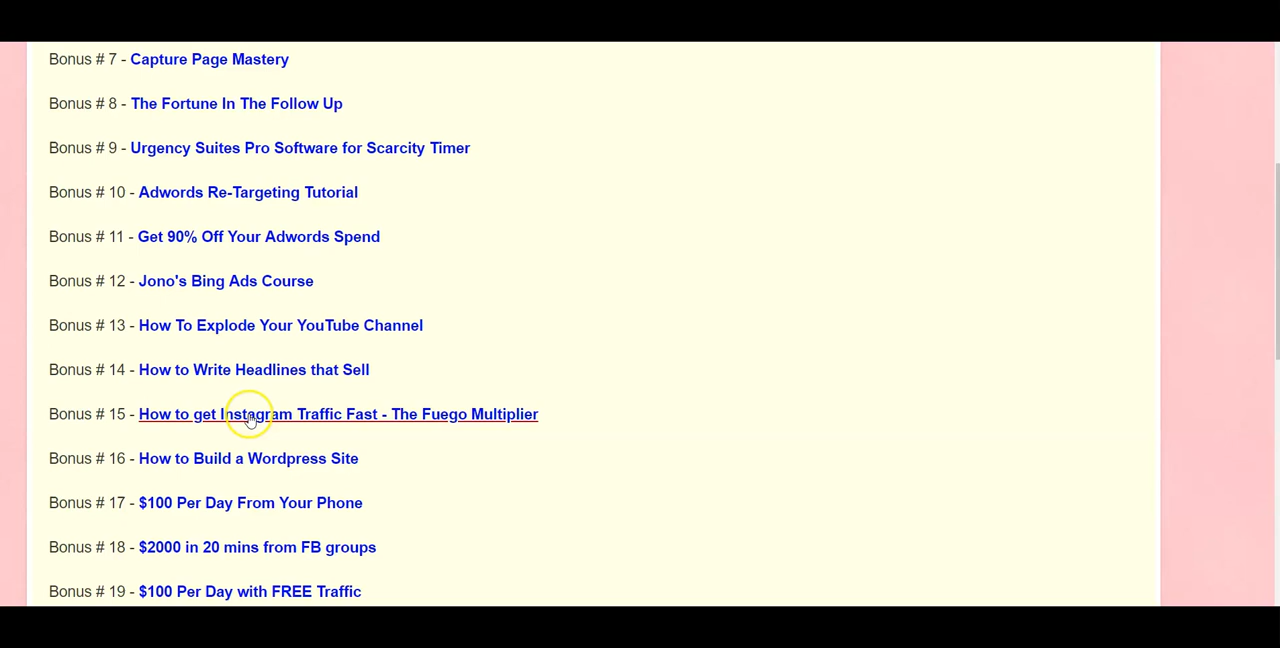 Bonus # 7 - Capture Page Mastery
Bonus # 8 - The Fortune In The Follow Up
Bonus # 9 - Urgency Suites Pro Software for Scarcity Timer
Bonus # 10 - Adwords Re-Targeting Tutorial
Bonus # 11 - Get 90% Off Your Adwords Spend
Bonus # 12 - Jono's Bing Ads Course
Bonus # 13 - How To Explode Your YouTube Channel
Bonus # 14 - How to Write Headlines that Sell
Bonus # 15 - How to get Instagram Traffic Fast - The Fuego Multiplier
Bonus # 16 - How to Build a Wordpress Site
Bonus # 17 - $100 Per Day From Your Phone
Bonus # 18 - $2000 in 20 mins from FB groups
Bonus # 19 - $100 Per Day with FREE Traffic